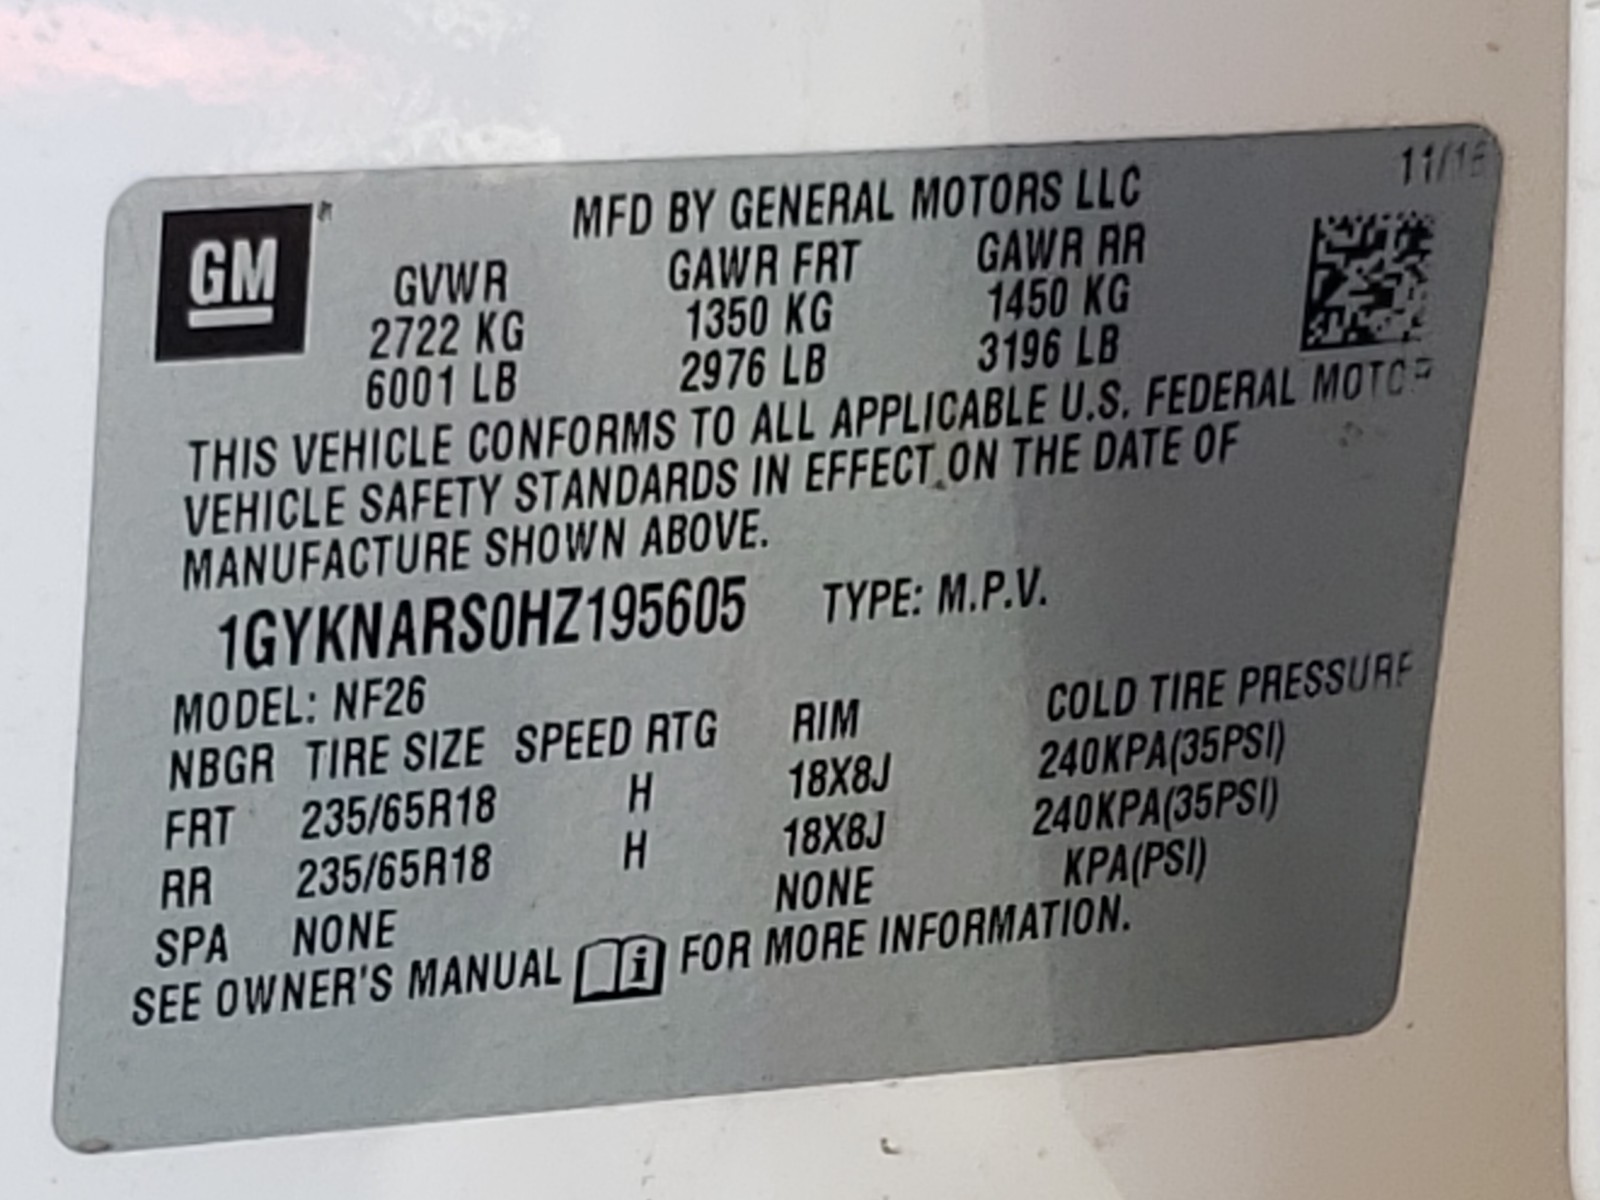 11/16
MFD BY GENERAL MOTORS LLC
GM
GVWR GAWR FRT GAWR RR
2722 KG 1350 KG 1450 KG
6001 LB 2976 LB 3196 LB
THIS VEHICLE CONFORMS TO ALL APPLICABLE U.S. FEDERAL MOTOR
VEHICLE SAFETY STANDARDS IN EFFECT ON THE DATE OF
MANUFACTURE SHOWN ABOVE.
1GYKNARS0HZ195605 TYPE: M.P.V.
MODEL: NF26
NBGR TIRE SIZE SPEED RTG RIM COLD TIRE PRESSURE
FRT 235/65R18 H 18X8J 240KPA(35PSI)
RR 235/65R18 H 18X8J 240KPA(35PSI)
SPA NONE NONE KPA(PSI)
SEE OWNER'S MANUAL i FOR MORE INFORMATION.